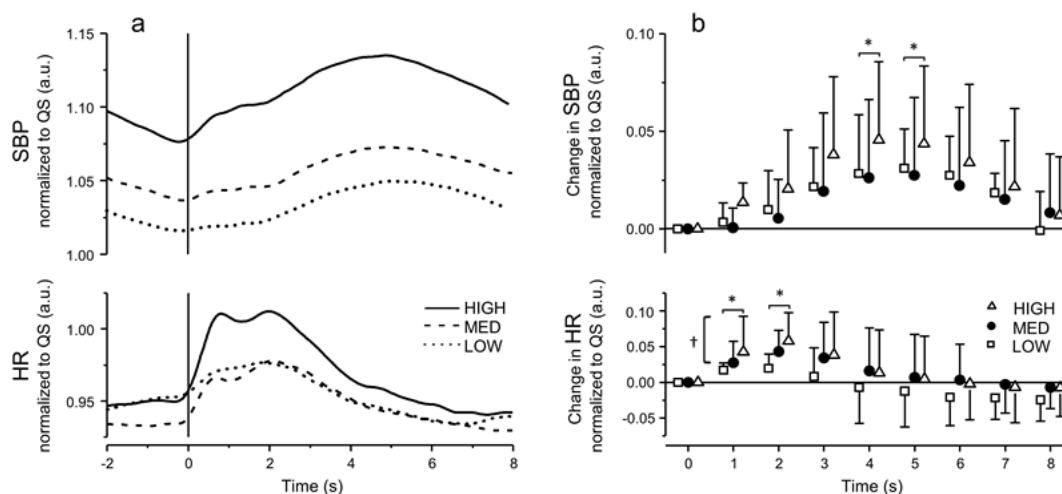 a
SBP
normalized to QS (a.u.)
1.15
1.10
1.05
1.00
HR
normalized to QS (a.u.)
1.00
0.95
HIGH
MED
LOW
-2 0 2 4 6 8
Time (s)
b
Change in SBP
normalized to QS (a.u.)
0.10
0.05
0.00
* *
Change in HR
normalized to QS (a.u.)
0.10
0.05
0.00
-0.05
†
* *
HIGH
MED
LOW
0 1 2 3 4 5 6 7 8
Time (s)